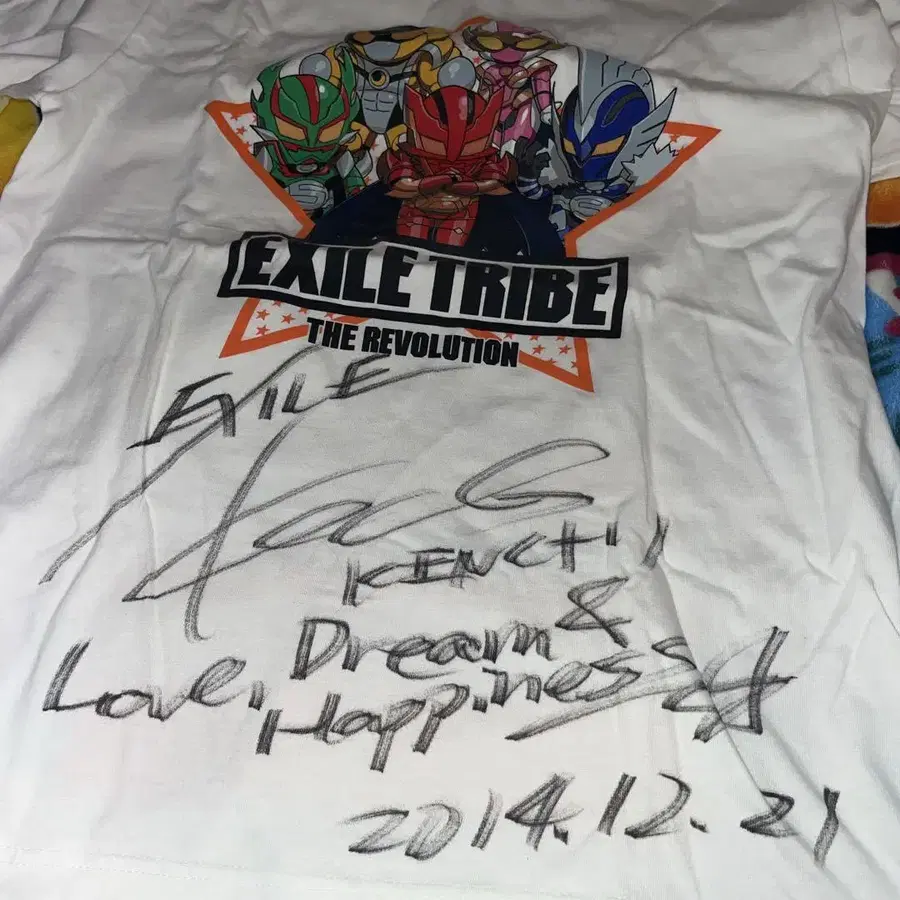 EXILE TRIBE
THE REVOLUTION
EXILE
KENCHI
Love, Dream &
Happiness
2014.12.21